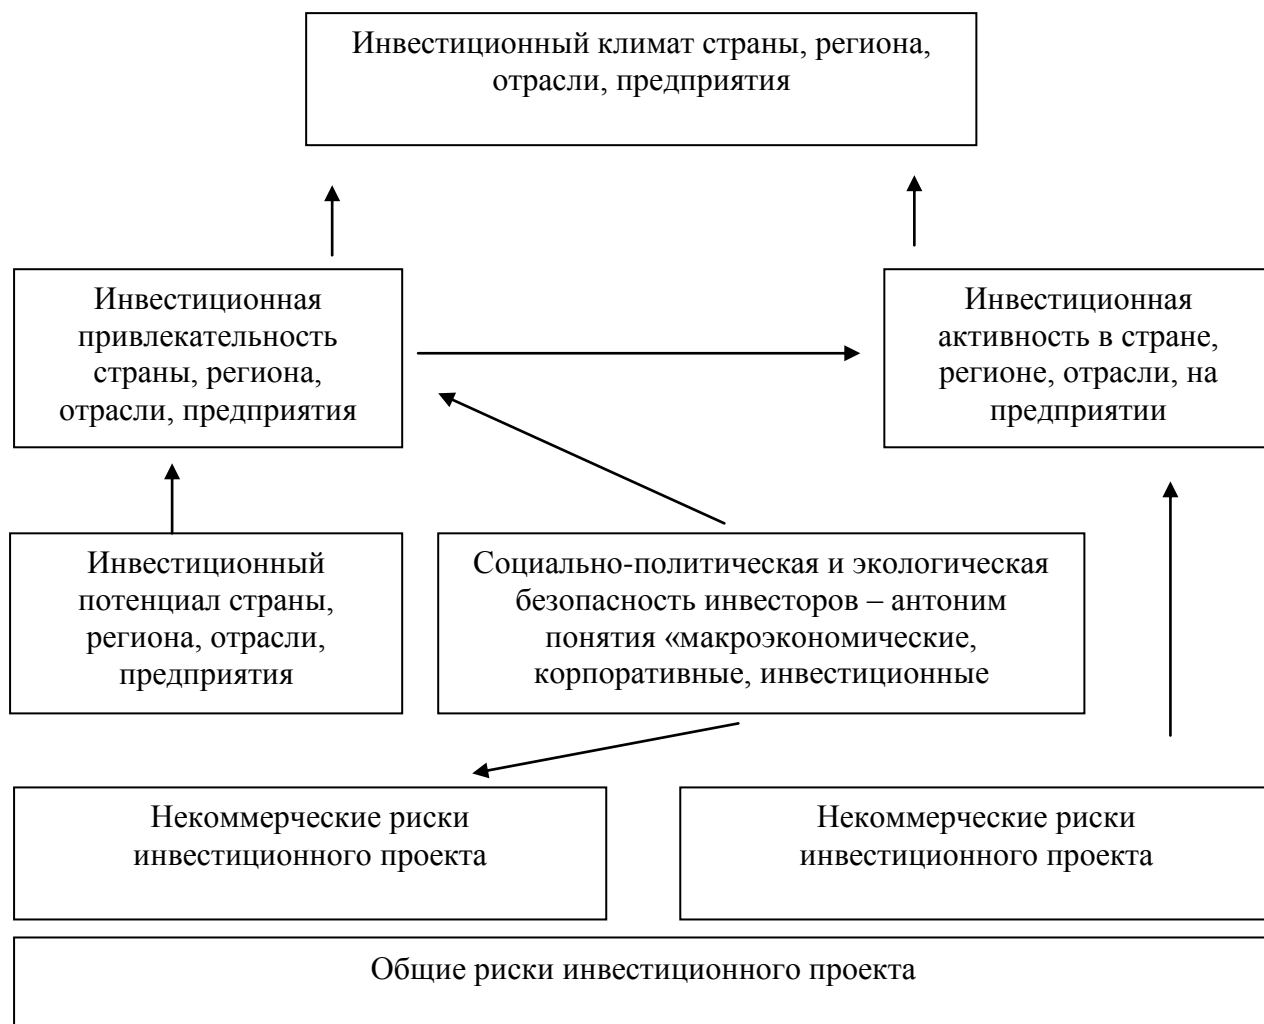 Инвестиционный климат страны, региона,
отрасли, предприятия
Инвестиционная
привлекательность
страны, региона,
отрасли, предприятия
Инвестиционная
активность в стране,
регионе, отрасли, на
предприятии
Инвестиционный
потенциал страны,
региона, отрасли,
предприятия
Социально-политическая и экологическая
безопасность инвесторов – антоним
понятия «макроэкономические,
корпоративные, инвестиционные
Некоммерческие риски
инвестиционного проекта
Некоммерческие риски
инвестиционного проекта
Общие риски инвестиционного проекта